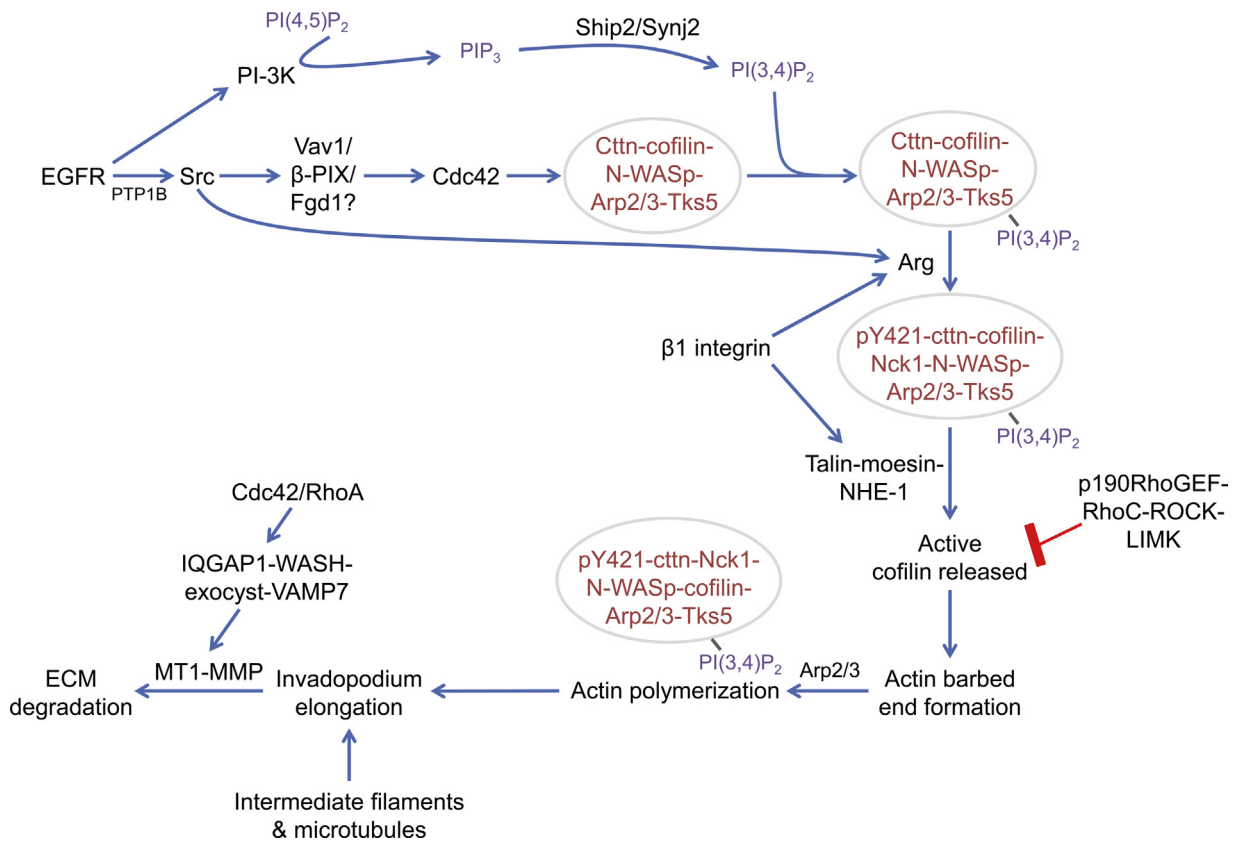 PI(4,5)P2
PI-3K
PIP3
Ship2/Synj2
PI(3,4)P2
EGFR
PTP1B
Src
Vav1/
β-PIX/
Fgd1?
Cdc42
Cttn-cofilin-
N-WASp-
Arp2/3-Tks5
Cttn-cofilin-
N-WASp-
Arp2/3-Tks5
PI(3,4)P2
Arg
β1 integrin
pY421-cttn-cofilin-
Nck1-N-WASp-
Arp2/3-Tks5
PI(3,4)P2
Talin-moesin-
NHE-1
p190RhoGEF-
RhoC-ROCK-
LIMK
Active
cofilin released
Cdc42/RhoA
IQGAP1-WASH-
exocyst-VAMP7
pY421-cttn-Nck1-
N-WASp-cofilin-
Arp2/3-Tks5
PI(3,4)P2
ECM
degradation
MT1-MMP
Invadopodium
elongation
Actin polymerization
Arp2/3
Actin barbed
end formation
Intermediate filaments
& microtubules